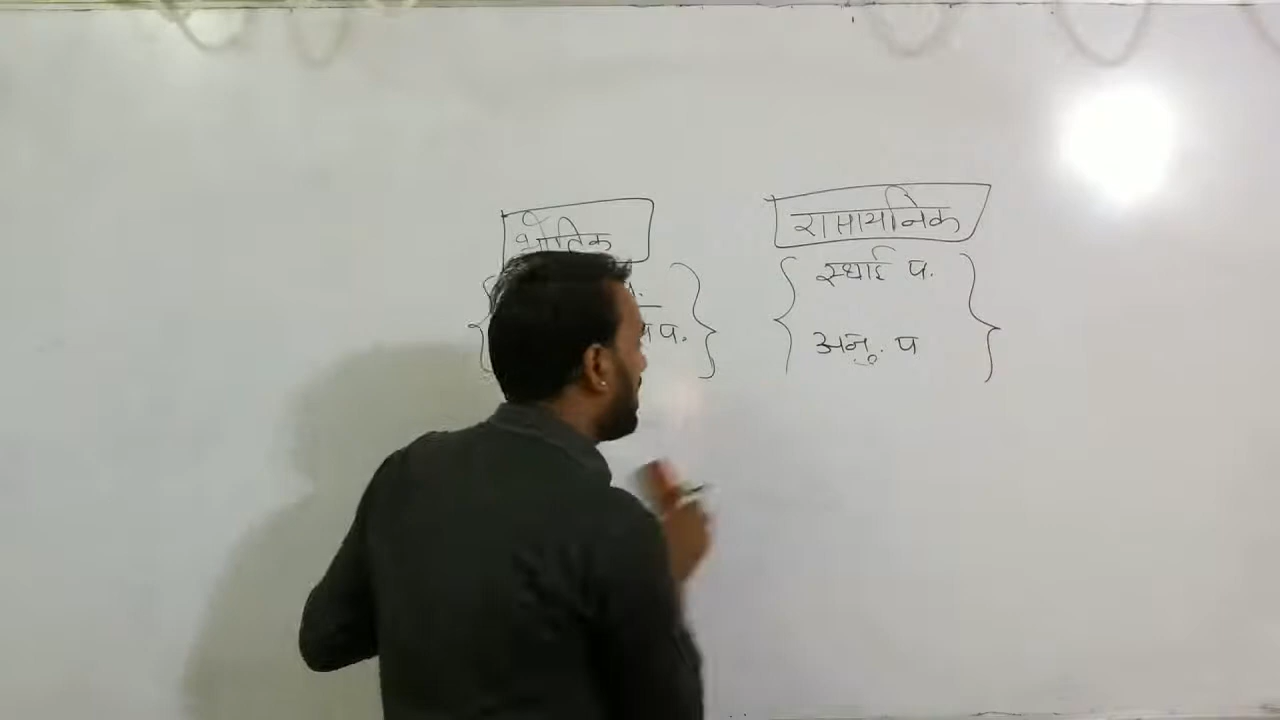 भौतिक
रासायनिक
स्थाई प.
अनु. प
प.
प.